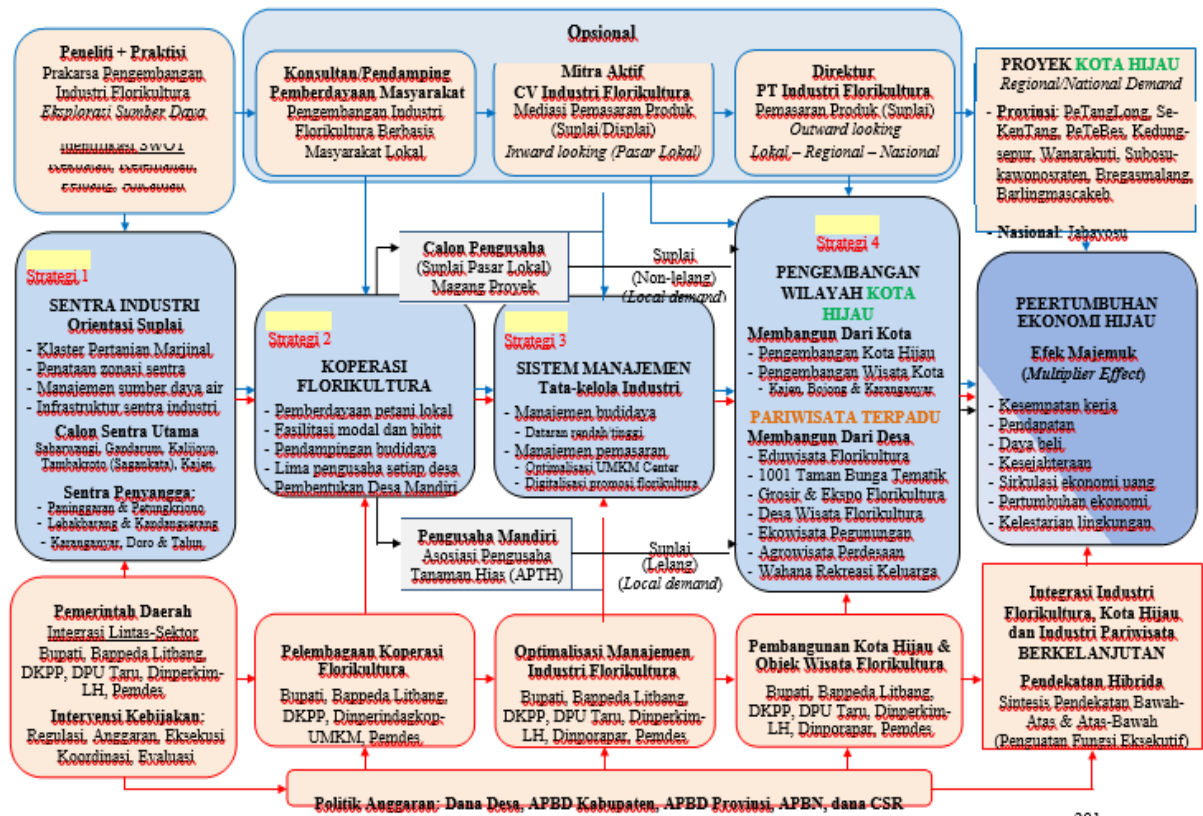 Opsional
Peneliti + Praktisi
Prakarsa Pengembangan
Industri Florikultura
Eksplorasi Sumber Daya
Identifikasi SWOT
Konsultan/Pendamping
Pemberdayaan Masyarakat
Pengembangan Industri
Florikultura Berbasis
Masyarakat Lokal
Mitra Aktif
CV Industri Florikultura
Mediasi Pemasaran Produk
(Suplai/Displai)
Inward looking (Pasar Lokal)
Direktur
PT Industri Florikultura
Pemasaran Produk (Suplai)
Outward looking
Lokal – Regional – Nasional
PROYEK KOTA HIJAU
Regional/National Demand
- Provinsi: PeTangLong, Se-
KenTang, PeTeBes, Kedung-
sepur, Wanarakuti, Subosu-
kawonosraten, Bregasmalang,
Barlingmascakeb.
- Nasional: Jabayosu
Strategi 1
SENTRA INDUSTRI
Orientasi Suplai
- Klaster Pertanian Marjinal
- Penataan zonasi sentra
- Manajemen sumber daya air
- Infrastruktur sentra industri
Calon Sentra Utama
Gandarum, Kalijoyo,
Tambakroto (Sagankata), Kajen
Sentra Penyangga:
- Paninggaran & Petungkriono
- Lebakbarang & Kandangserang
- Karanganyar, Doro & Talun
Calon Pengusaha
(Suplai Pasar Lokal)
Magang Proyek
Suplai
(Non-lelang)
(Local demand)
Strategi 2
KOPERASI
FLORIKULTURA
- Pemberdayaan petani lokal
- Fasilitasi modal dan bibit
- Pendampingan budidaya
- Lima pengusaha setiap desa
- Pembentukan Desa Mandiri
Strategi 3
SISTEM MANAJEMEN
Tata-kelola Industri
- Manajemen budidaya
- Dataran rendah/tinggi
- Manajemen pemasaran
- Optimalisasi UMKM Center
- Digitalisasi promosi florikultura
Pengusaha Mandiri
Asosiasi Pengusaha
Tanaman Hias (APTH)
Suplai
(Lelang)
(Local demand)
Strategi 4
PENGEMBANGAN
WILAYAH KOTA
HIJAU
Membangun Dari Kota
- Pengembangan Kota Hijau
- Pengembangan Wisata Kota
- Kajen, Bojong & Karanganyar
PARIWISATA TERPADU
Membangun Dari Desa
- Eduwisata Florikultura
- 1001 Taman Bunga Tematik
- Grosir & Ekspo Florikultura
- Desa Wisata Florikultura
- Ekowisata Pegunungan
- Agrowisata Perdesaan
- Wahana Rekreasi Keluarga
PEERTUMBUHAN
EKONOMI HIJAU
Efek Majemuk
(Multiplier Effect)
- Kesempatan kerja
- Pendapatan
- Daya beli
- Kesejahteraan
- Sirkulasi ekonomi uang
- Pertumbuhan ekonomi
- Kelestarian lingkungan
Pemerintah Daerah
Integrasi Lintas-Sektor
Bupati, Bappeda Litbang,
DKPP, DPU Taru, Dinperkim-
LH, Pemdes
Intervensi Kebijakan:
Regulasi, Anggaran, Eksekusi
Koordinasi, Evaluasi
Pelembagaan Koperasi
Florikultura
Bupati, Bappeda Litbang,
DKPP, Dinperindagkop-
UMKM, Pemdes
Optimalisasi Manajemen
Industri Florikultura
Bupati, Bappeda Litbang,
DKPP, DPU Taru, Dinperkim-
LH, Dinporapar, Pemdes
Pembangunan Kota Hijau &
Objek Wisata Florikultura
Bupati, Bappeda Litbang,
DKPP, DPU Taru, Dinperkim-
LH, Dinporapar, Pemdes
Integrasi Industri
Florikultura, Kota Hijau
dan Industri Pariwisata
BERKELANJUTAN
Pendekatan Hibrida
Sintesis Pendekatan Bawah-
Atas & Atas-Bawah
(Penguatan Fungsi Eksekutif)
Politik Anggaran: Dana Desa, APBD Kabupaten, APBD Provinsi, APBN, dana CSR